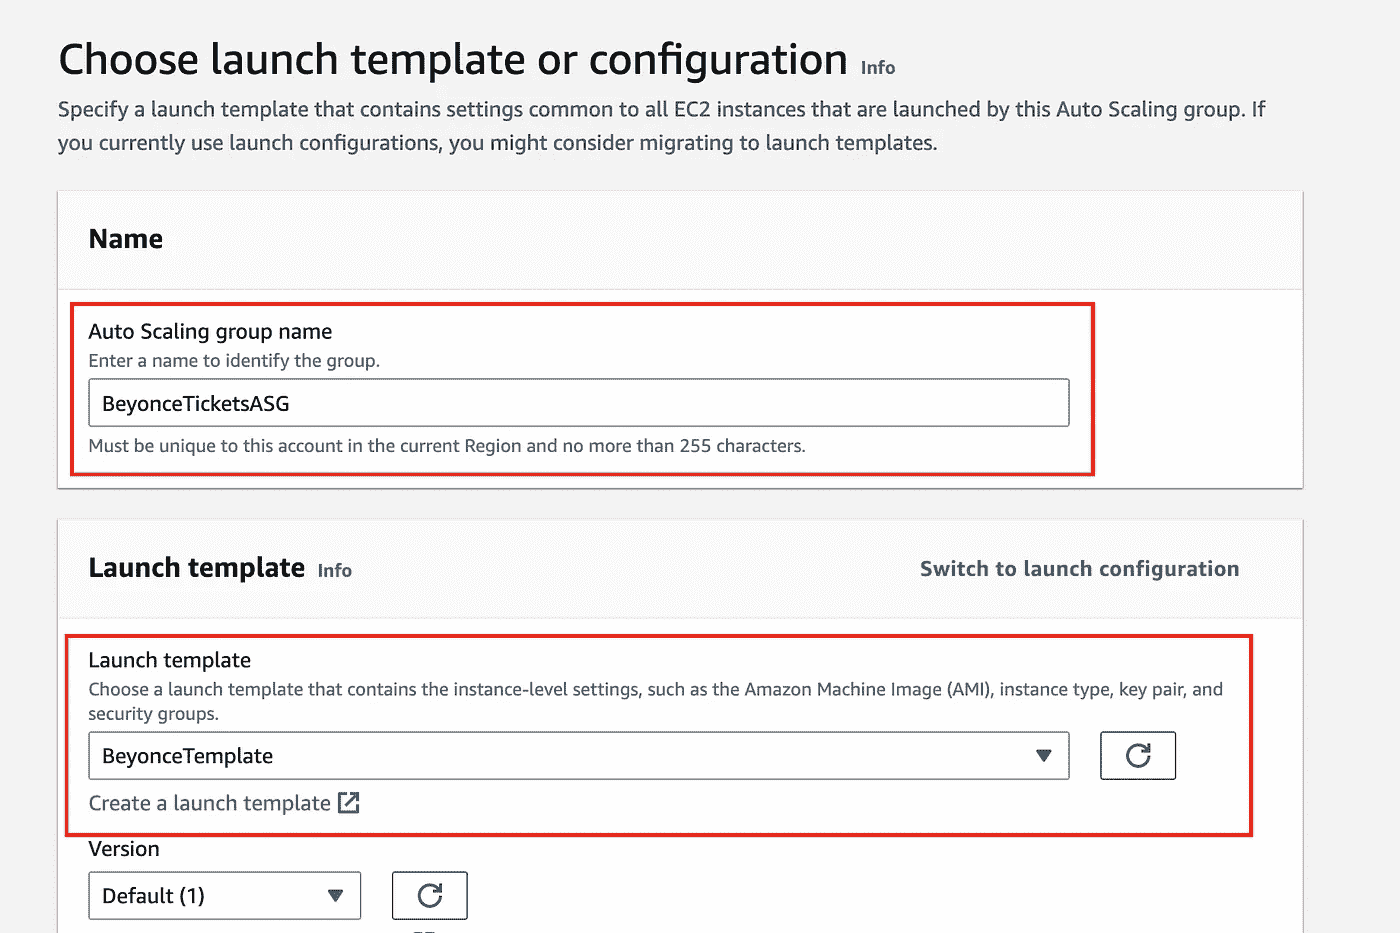 Choose launch template or configuration Info
Specify a launch template that contains settings common to all EC2 instances that are launched by this Auto Scaling group. If
you currently use launch configurations, you might consider migrating to launch templates.
Name
Auto Scaling group name
Enter a name to identify the group.
BeyonceTicketsASG
Must be unique to this account in the current Region and no more than 255 characters.
Launch template Info
Switch to launch configuration
Launch template
Choose a launch template that contains the instance-level settings, such as the Amazon Machine Image (AMI), instance type, key pair, and
security groups.
BeyonceTemplate
Create a launch template
Version
Default (1)